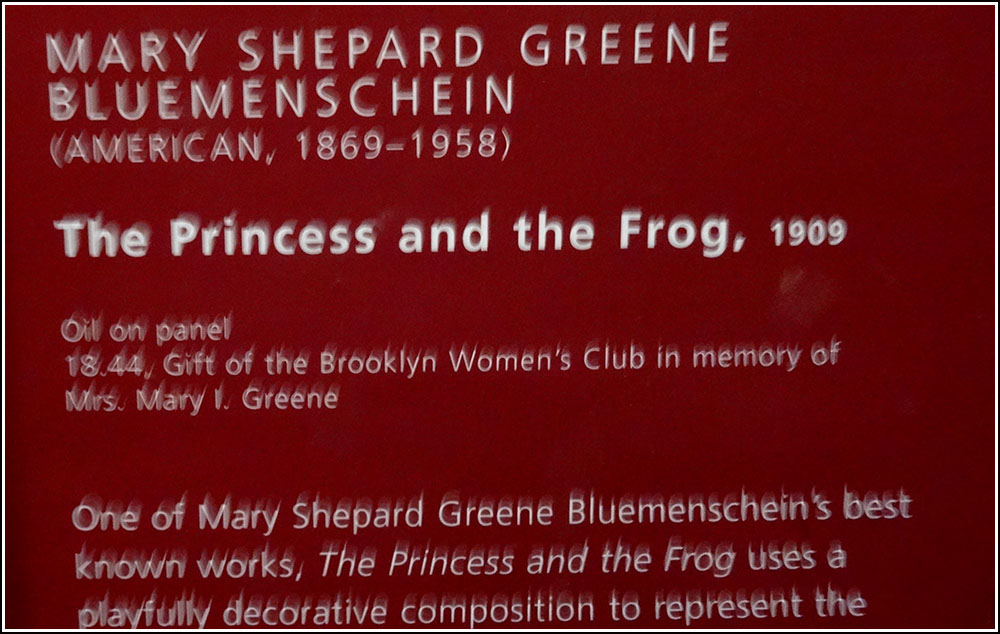 MARY SHEPARD GREENE
BLUEMENSCHEIN
(AMERICAN, 1869–1958)
The Princess and the Frog, 1909
Oil on panel
18.44, Gift of the Brooklyn Women's Club in memory of
Mrs. Mary I. Greene
One of Mary Shepard Greene Bluemenschein's best
known works, The Princess and the Frog uses a
playfully decorative composition to represent the